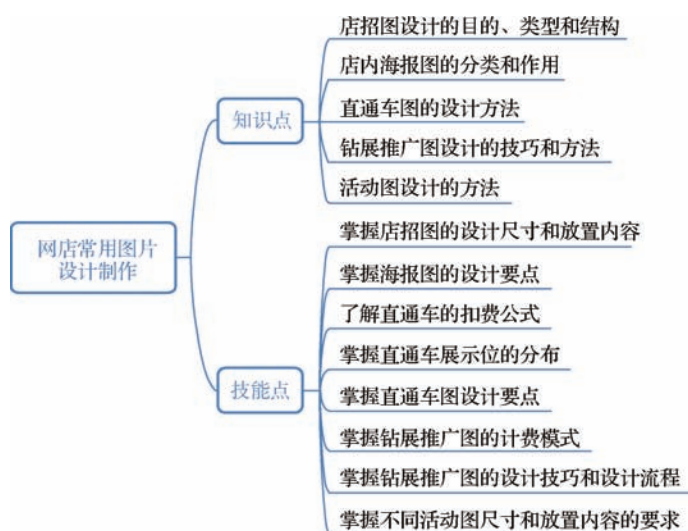 店招图设计的目的、类型和结构
店内海报图的分类和作用
知识点
直通车图的设计方法
钻展推广图设计的技巧和方法
活动图设计的方法
网店常用图片
设计制作
掌握店招图的设计尺寸和放置内容
掌握海报图的设计要点
了解直通车的扣费公式
掌握直通车展示位的分布
技能点
掌握直通车图设计要点
掌握钻展推广图的计费模式
掌握钻展推广图的设计技巧和设计流程
掌握不同活动图尺寸和放置内容的要求